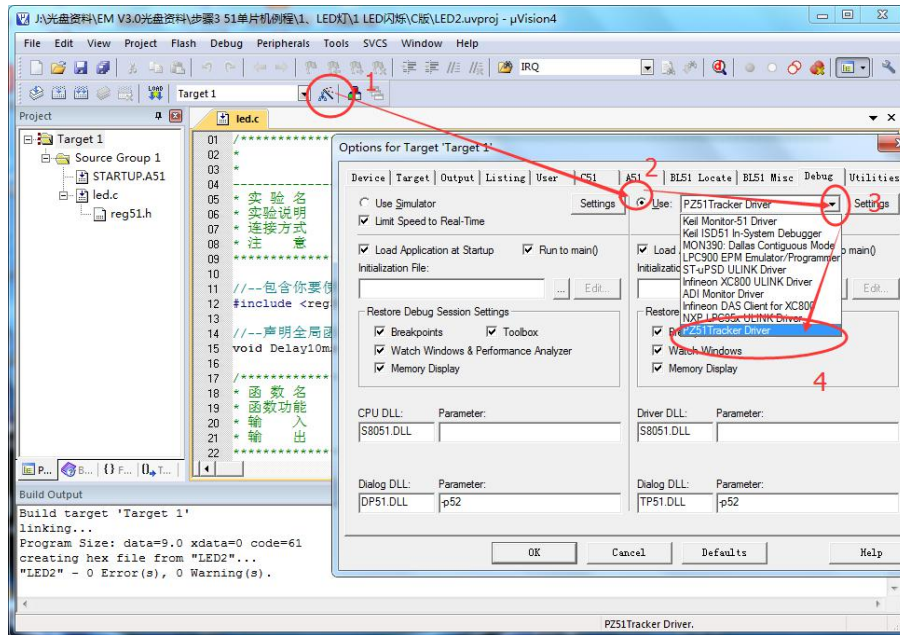 J:\光盘资料\EM V3.0光盘资料\步骤3 51单片机例程\1、LED灯\1 LED闪烁\C版\LED2.uvproj - µVision4
File Edit View Project Flash Debug Peripherals Tools SVCS Window Help
IRQ
LOAD Target 1
1
Project
led.c
Target 1
Source Group 1
STARTUP.A51
led.c
reg51.h
01 /**************
02 *
03 *
04 --------------
05 * 实 验 名
06 * 实验说明
07 * 连接方式
08 * 注 意
09 **************
10
11 //--包含你要使
12 #include <reg
13
14 //--声明全局函
15 void Delay10m
16
17 /**************
18 * 函 数 名
19 * 函数功能
20 * 输 入
21 * 输 出
22 **************
Options for Target 'Target 1'
2
Device Target Output Listing User C51 A51 BL51 Locate BL51 Misc Debug Utilities
Use Simulator Settings Use: PZ51Tracker Driver Settings
3
Limit Speed to Real-Time
Keil Monitor-51 Driver
Keil ISD51 In-System Debugger
MON390: Dallas Contiguous Mode
LPC900 EPM Emulator/Programmer
ST-uPSD ULINK Driver
Infineon XC800 ULINK Driver
ADI Monitor Driver
Infineon DAS Client for XC800
NXP LPC95x ULINK Driver
PZ51Tracker Driver
4
Load Application at Startup Run to main() Load main()
Initialization File: Initializatio
... Edit... Edit...
Restore Debug Session Settings Restore
Breakpoints Toolbox
Watch Windows & Performance Analyzer Watch Windows
Memory Display Memory Display
CPU DLL: Parameter: Driver DLL: Parameter:
S8051.DLL S8051.DLL
Dialog DLL: Parameter: Dialog DLL: Parameter:
DP51.DLL -p52 TP51.DLL -p52
OK Cancel Defaults Help
P... B... {} F... 0 T...
Build Output
Build target 'Target 1'
linking...
Program Size: data=9.0 xdata=0 code=61
creating hex file from "LED2"...
"LED2" - 0 Error(s), 0 Warning(s).
PZ51Tracker Driver.